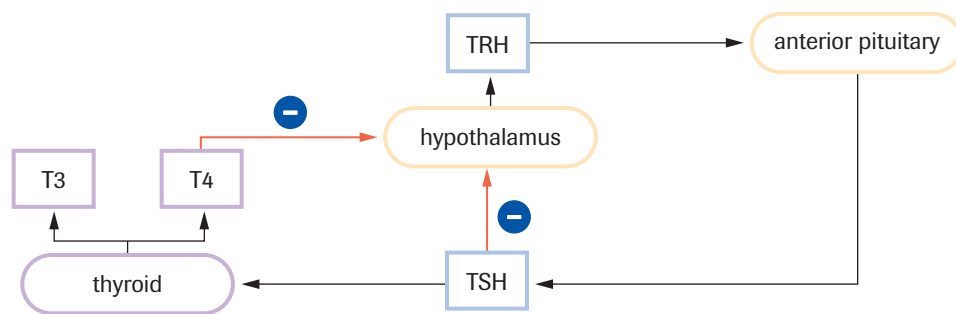 TRH
anterior pituitary
−
hypothalamus
T3
T4
−
thyroid
TSH